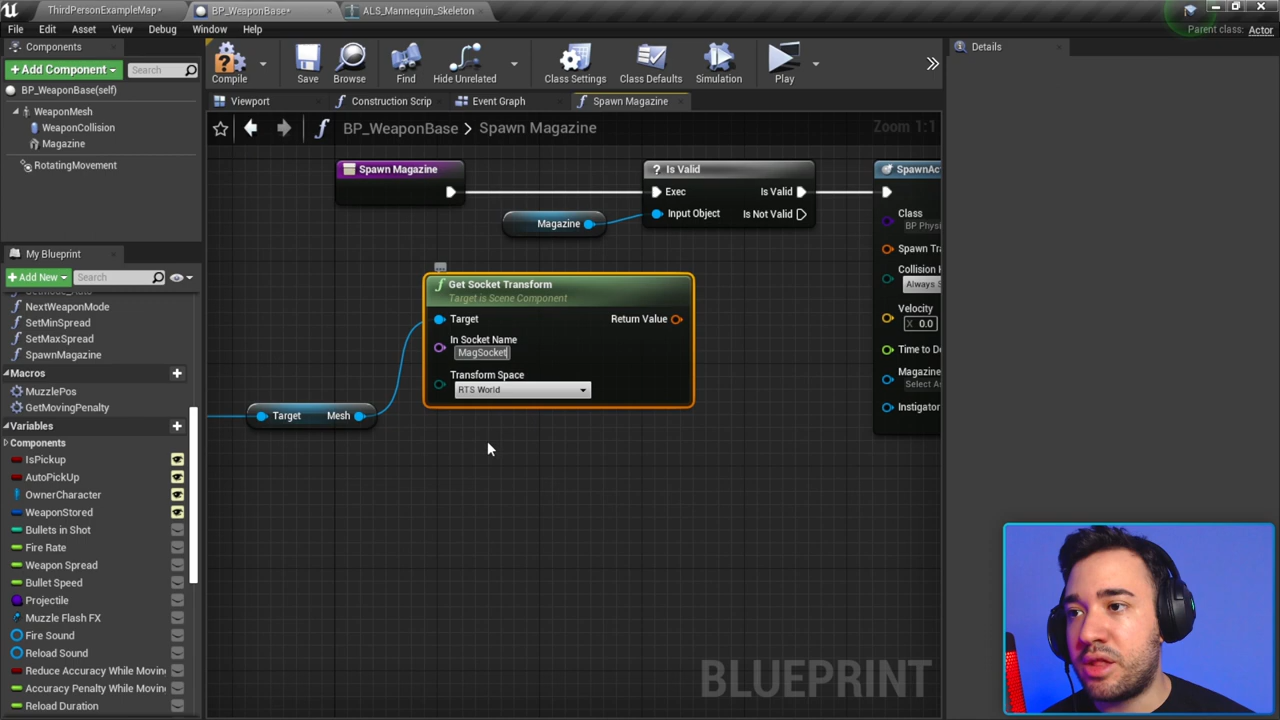 ThirdPersonExampleMap*
BP_WeaponBase*
ALS_Mannequin_Skeleton
File Edit Asset View Debug Window Help
Parent class: Actor
Components
Add Component
Search
BP_WeaponBase(self)
WeaponMesh
WeaponCollision
Magazine
RotatingMovement
Compile
Save
Browse
Find
Hide Unrelated
Class Settings
Class Defaults
Simulation
Play
Details
Viewport
Construction Scrip
Event Graph
Spawn Magazine
BP_WeaponBase > Spawn Magazine
Zoom 1:1
Spawn Magazine
Is Valid
Exec
Is Valid
Input Object
Is Not Valid
Magazine
Get Socket Transform
Target is Scene Component
Target
Return Value
In Socket Name
MagSocket
Transform Space
RTS World
Target Mesh
SpawnAc
Class
BP Physi
Spawn Tra
Collision H
Always S
Velocity
X 0.0
Time to De
Magazine
Select As
Instigator
BLUEPRINT
My Blueprint
Add New
Search
NextWeaponMode
SetMinSpread
SetMaxSpread
SpawnMagazine
Macros
MuzzlePos
GetMovingPenalty
Variables
Components
IsPickup
AutoPickUp
OwnerCharacter
WeaponStored
Bullets in Shot
Fire Rate
Weapon Spread
Bullet Speed
Projectile
Muzzle Flash FX
Fire Sound
Reload Sound
Reduce Accuracy While Movin
Accuracy Penalty While Movin
Reload Duration